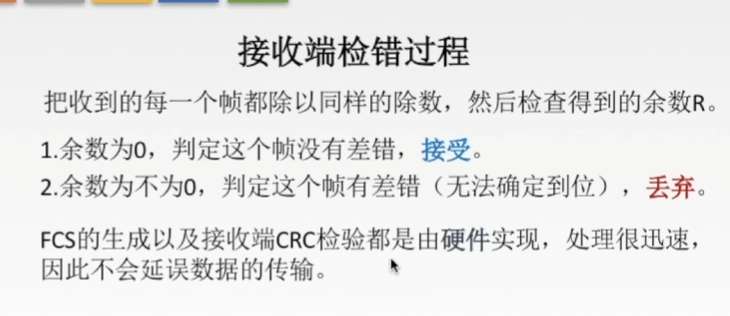 接收端检错过程
把收到的每一个帧都除以同样的除数，然后检查得到的余数R。
1.余数为0，判定这个帧没有差错，接受。
2.余数为不为0，判定这个帧有差错（无法确定到位），丢弃。
FCS的生成以及接收端CRC检验都是由硬件实现，处理很迅速，
因此不会延误数据的传输。